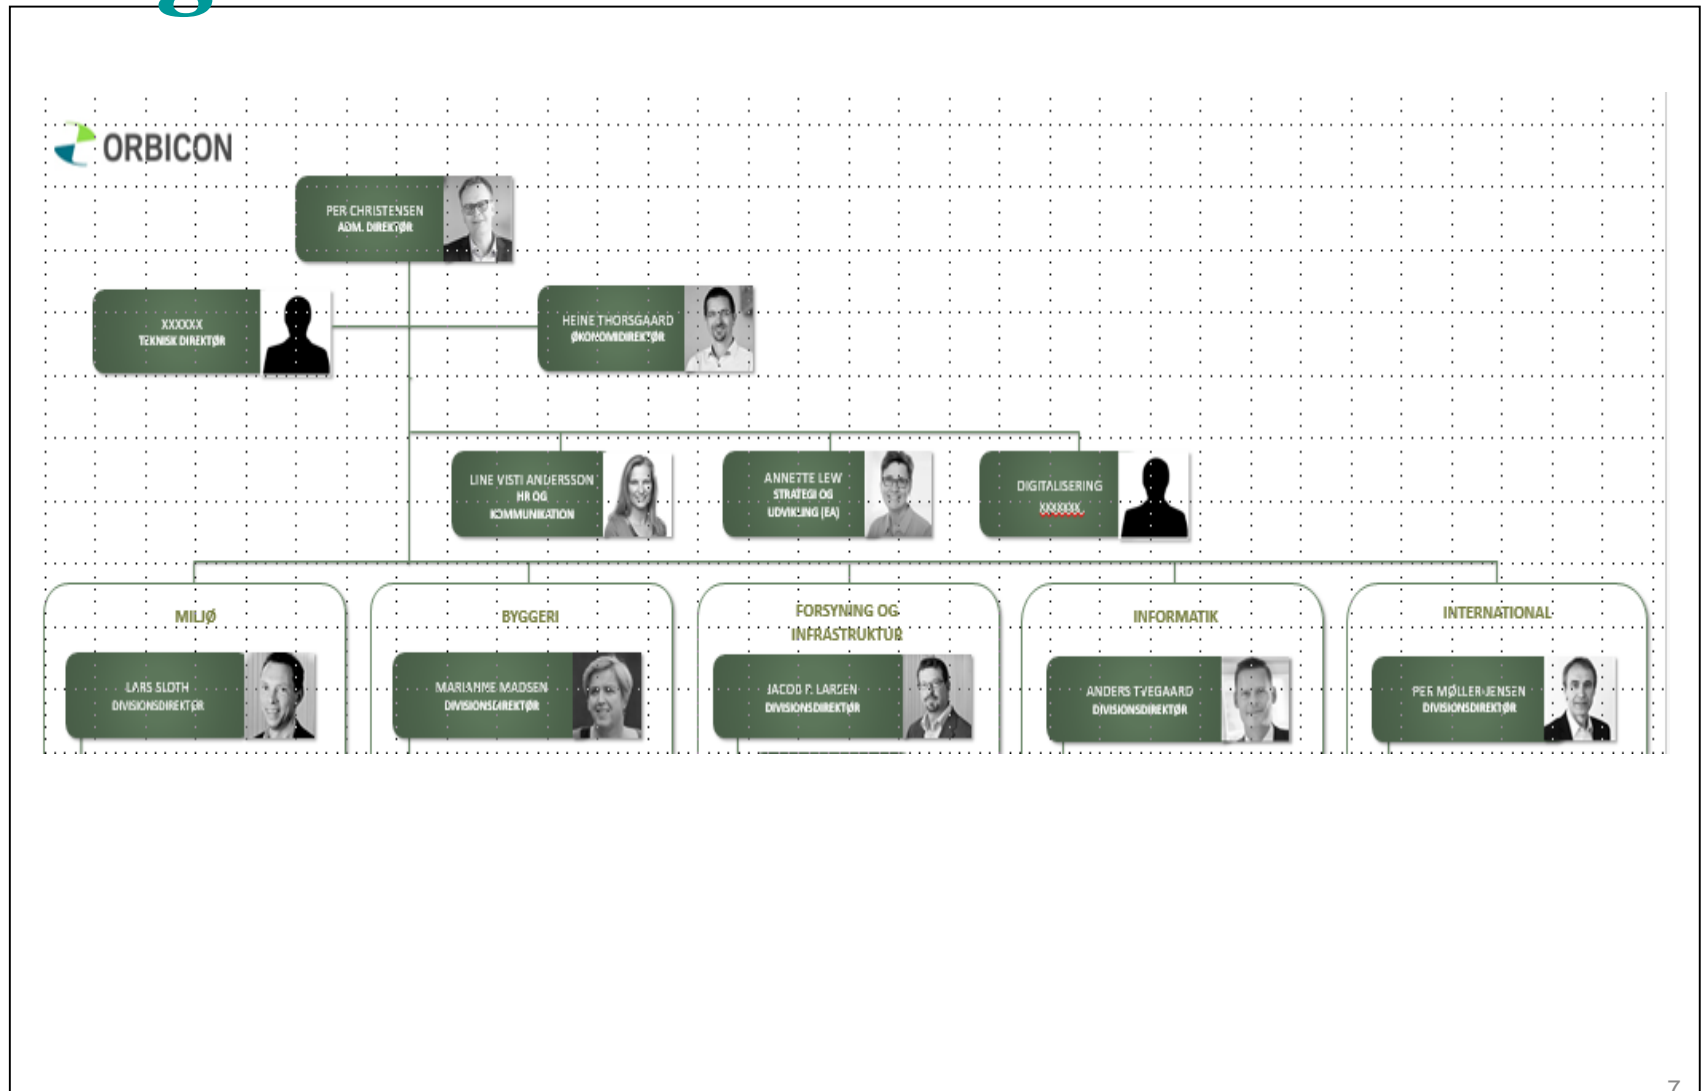 ORBICON
PER CHRISTENSEN
ADM. DIREKTØR
XXXXXX
TEKNISK DIREKTØR
HEINE THORSGAARD
ØKONOMIDIREKTØR
LINE VISTI ANDERSSON
HR OG
KOMMUNIKATION
ANNETTE LEW
STRATEGI OG
UDVIKLING (EA)
DIGITALISERING
XXXXXXX
MILJØ
LARS SLOTH
DIVISIONSDIREKTØR
BYGGERI
MARIANNE MADSEN
DIVISIONSDIREKTØR
FORSYNING OG
INFRASTRUKTUR
JACOB P. LARSEN
DIVISIONSDIREKTØR
INFORMATIK
ANDERS TVEGAARD
DIVISIONSDIREKTØR
INTERNATIONAL
PER MØLLER-JENSEN
DIVISIONSDIREKTØR
7